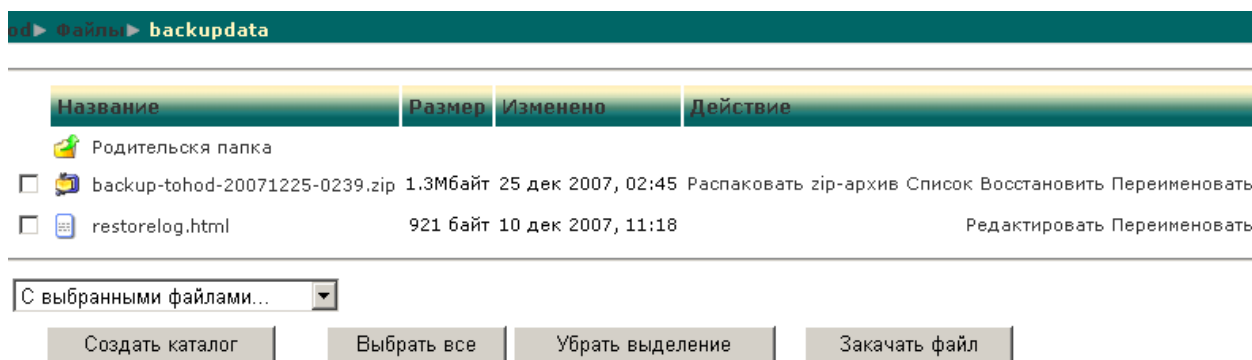 od► Файлы► backupdata
Название Размер Изменено Действие
Родительскя папка
backup-tohod-20071225-0239.zip 1.3Мбайт 25 дек 2007, 02:45 Распаковать zip-архив Список Восстановить Переименовать
restorelog.html 921 байт 10 дек 2007, 11:18 Редактировать Переименовать
С выбранными файлами...
Создать каталог Выбрать все Убрать выделение Закачать файл